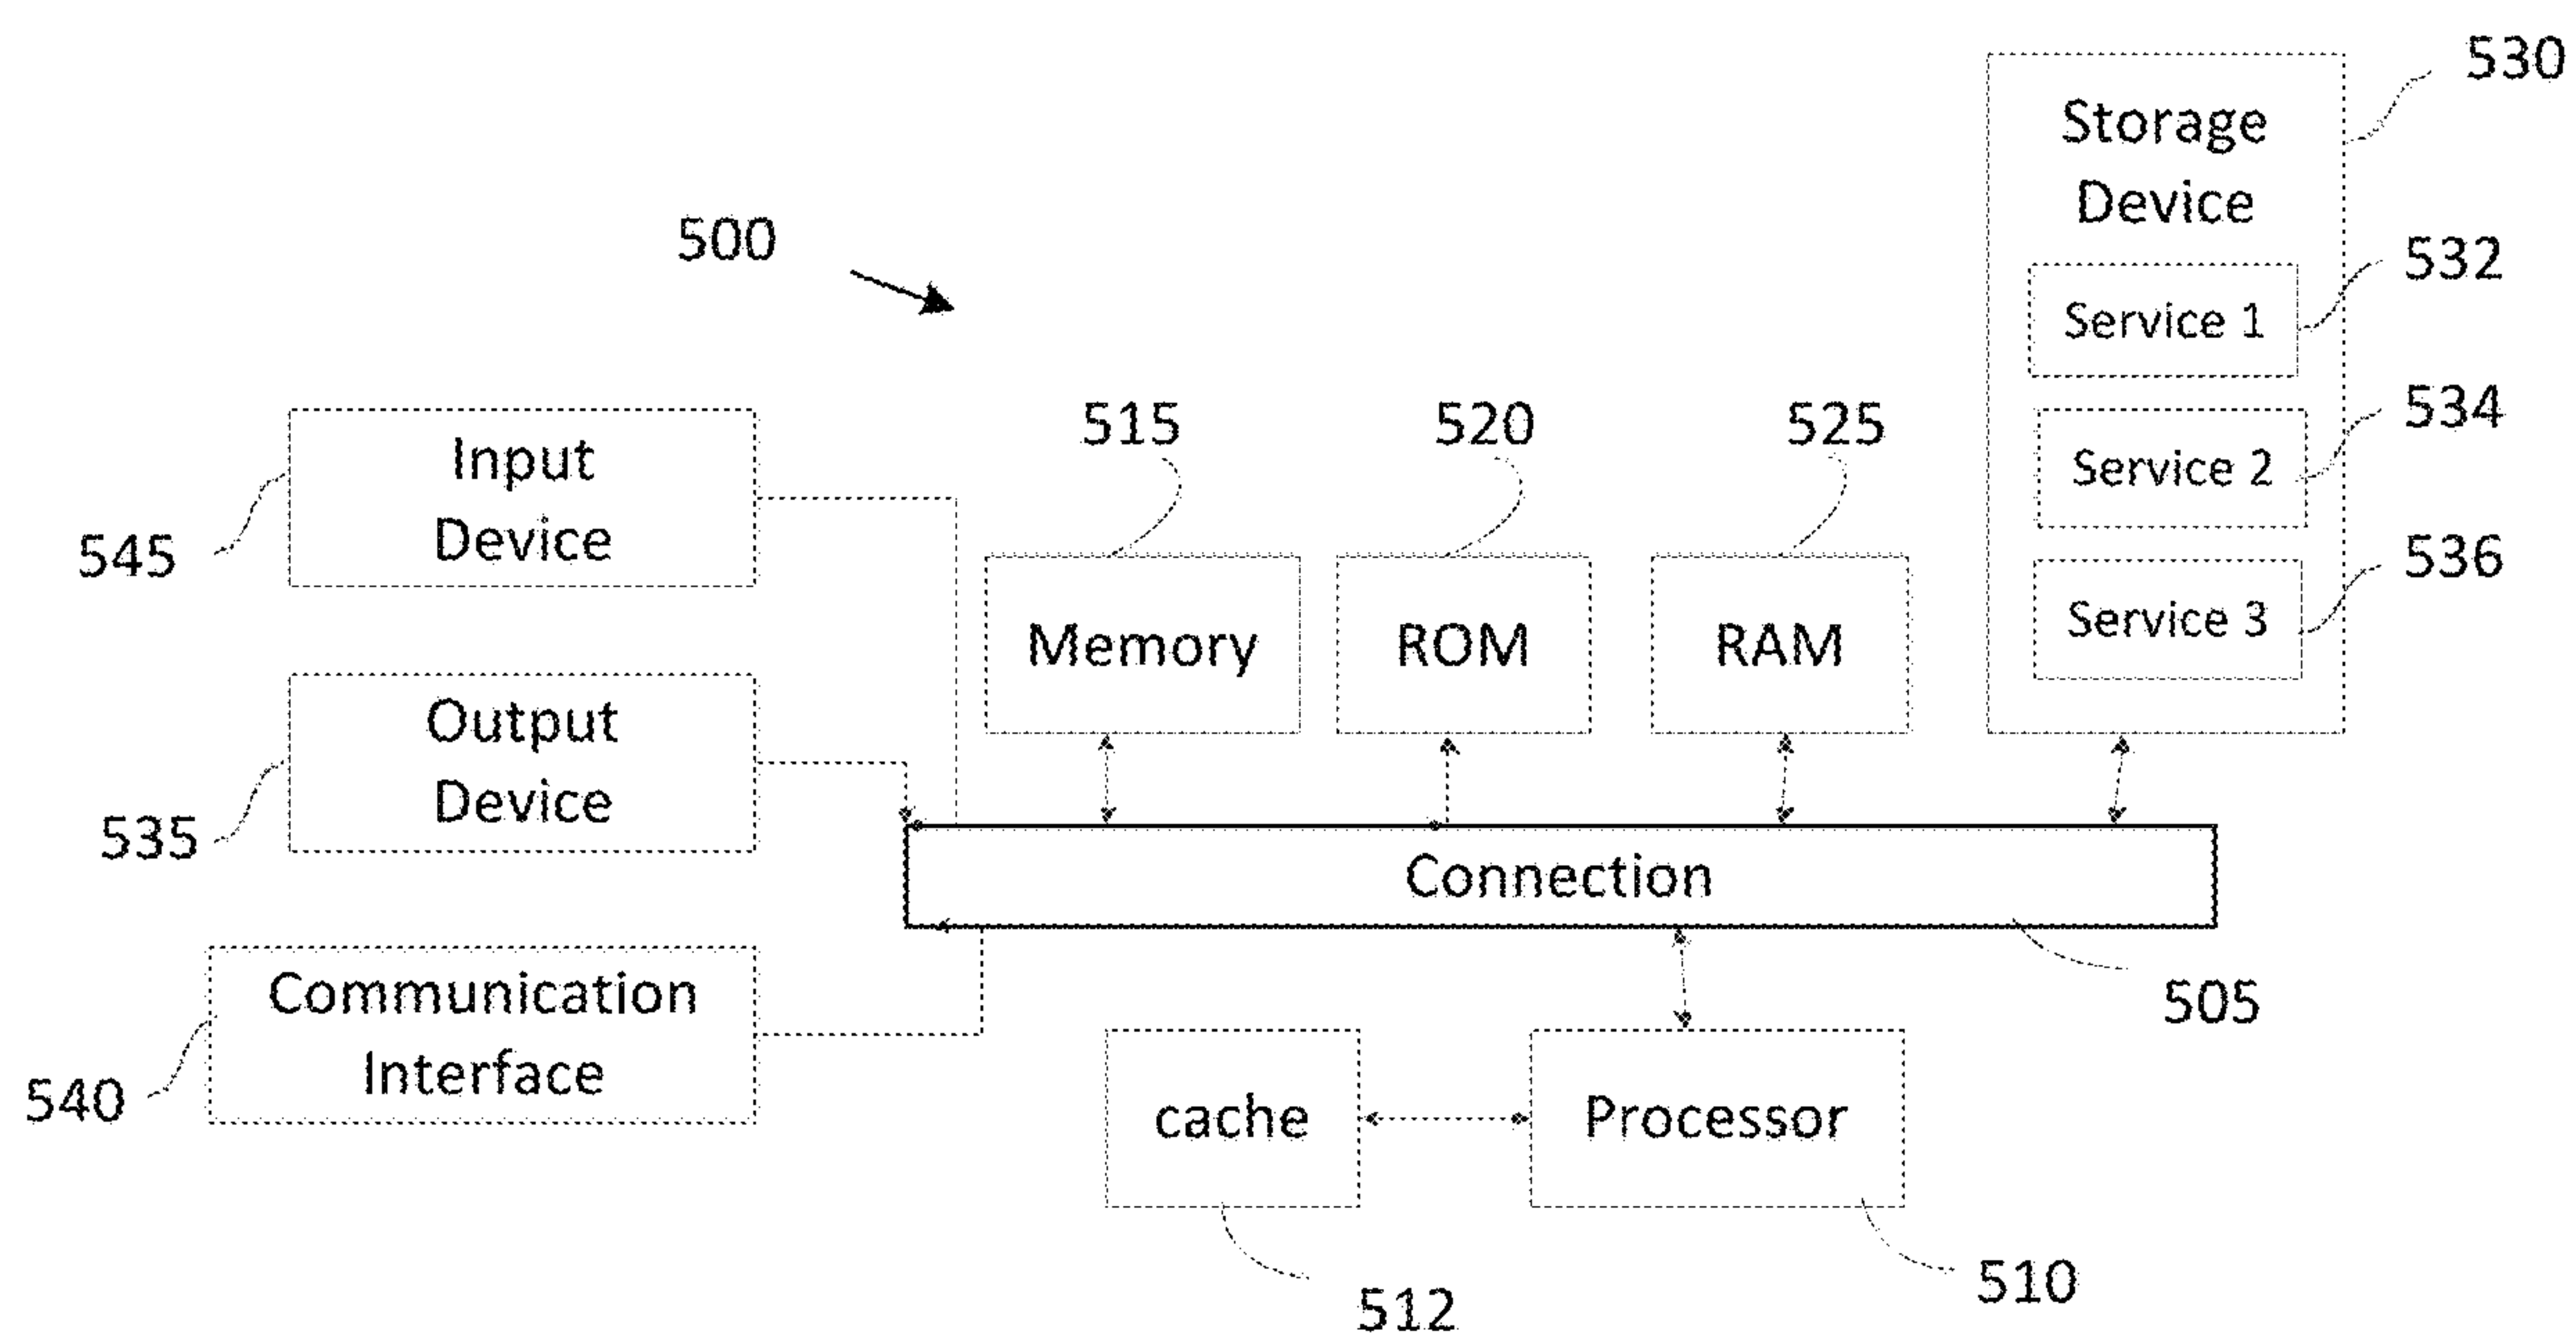 530
Storage
Device
500
532
Service 1
534
Service 2
536
Service 3
515
520
525
Input
Device
545
Memory
ROM
RAM
Output
Device
535
Connection
505
Communication
Interface
540
cache
Processor
512
510